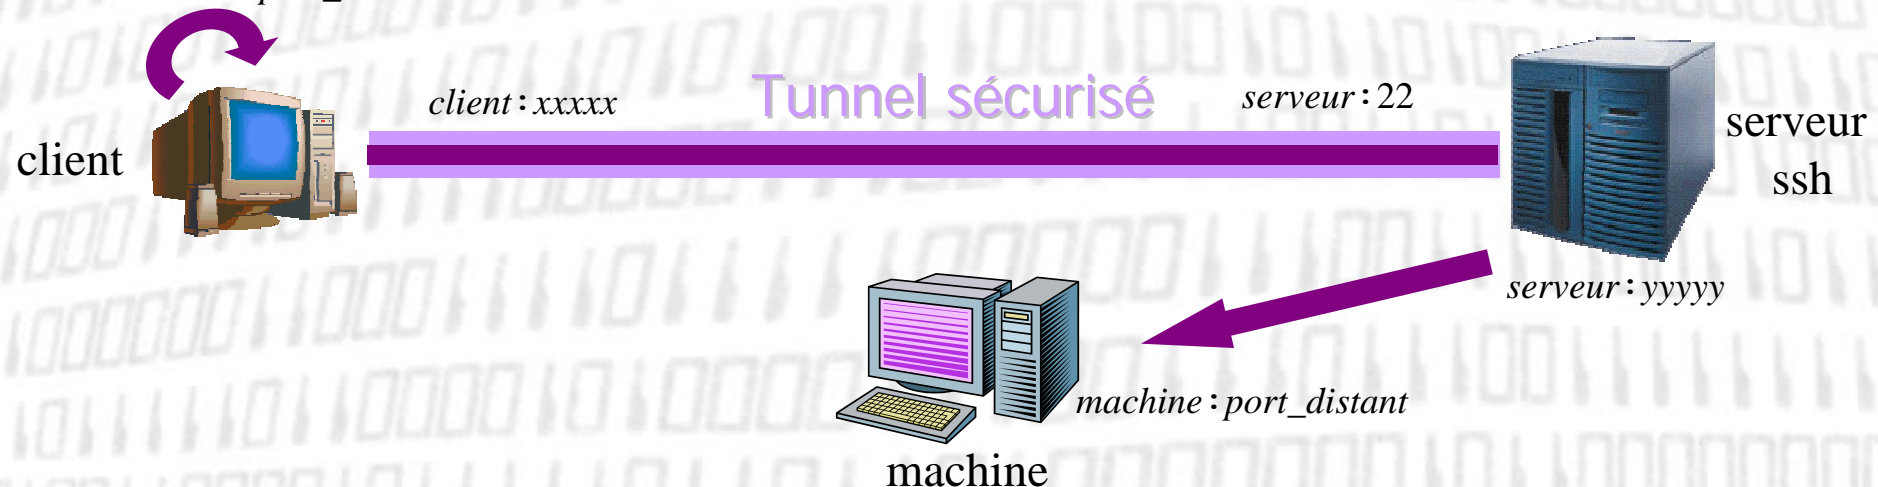 client:xxxxx
Tunnel sécurisé
serveur:22
client
serveur
ssh
serveur:yyyyy
machine:port_distant
machine